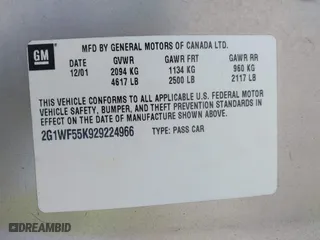 GM
MFD BY GENERAL MOTORS OF CANADA LTD.
DATE GVWR GAWR FRT GAWR RR
12/01 2094 KG 1134 KG 960 KG
4617 LB 2500 LB 2117 LB
THIS VEHICLE CONFORMS TO ALL APPLICABLE U.S. FEDERAL MOTOR
VEHICLE SAFETY, BUMPER, AND THEFT PREVENTION STANDARDS IN
EFFECT ON THE DATE OF MANUFACTURE SHOWN ABOVE.
2G1WF55K929224966 TYPE: PASS CAR
DREAMBID